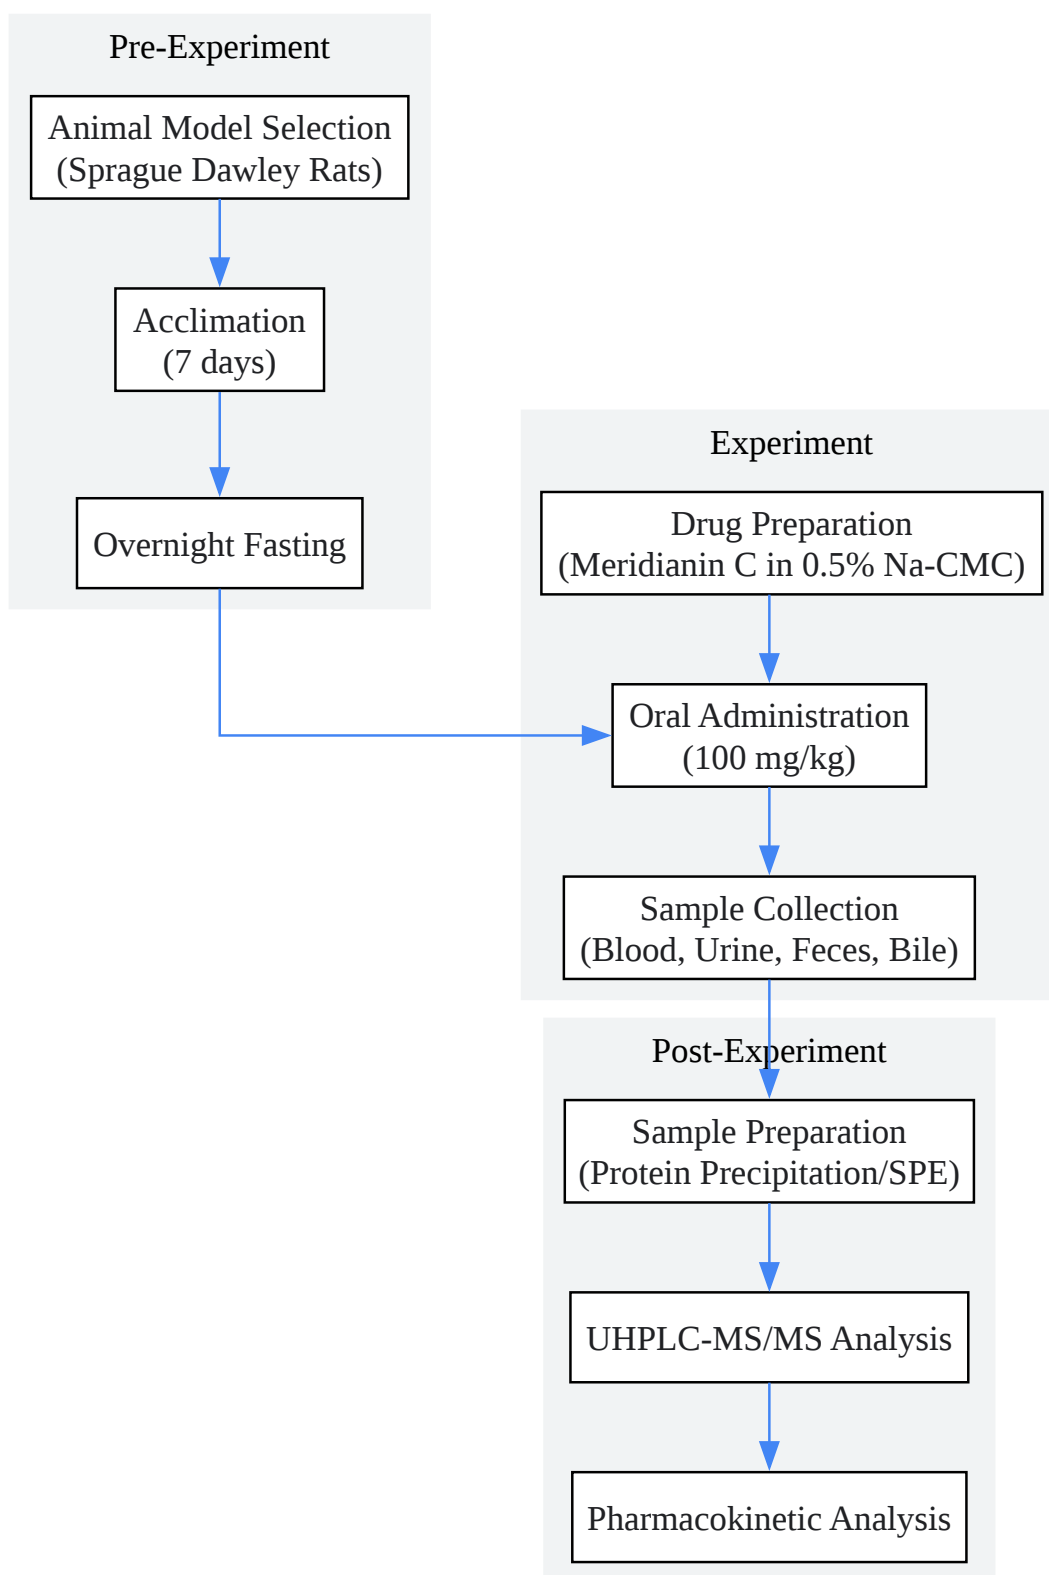 Pre-Experiment
Animal Model Selection
(Sprague Dawley Rats)
Acclimation
(7 days)
Overnight Fasting
Experiment
Drug Preparation
(Meridianin C in 0.5% Na-CMC)
Oral Administration
(100 mg/kg)
Sample Collection
(Blood, Urine, Feces, Bile)
Post-Experiment
Sample Preparation
(Protein Precipitation/SPE)
UHPLC-MS/MS Analysis
Pharmacokinetic Analysis